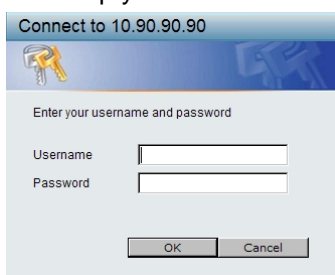 Connect to 10.90.90.90
Enter your username and password
Username
Password
OK Cancel